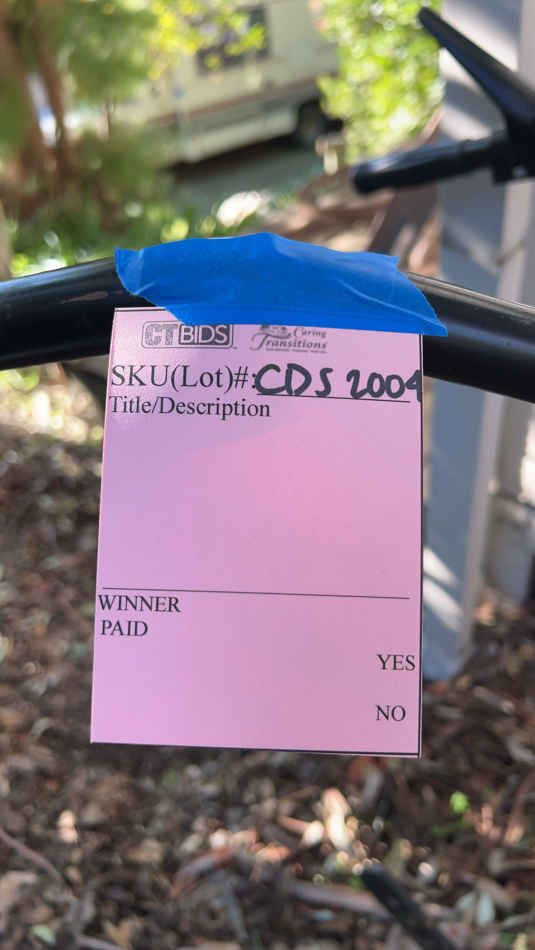 CTBIDS
Caring
Transitions
SKU(Lot)#: CDS 2004
Title/Description
WINNER
PAID
YES
NO